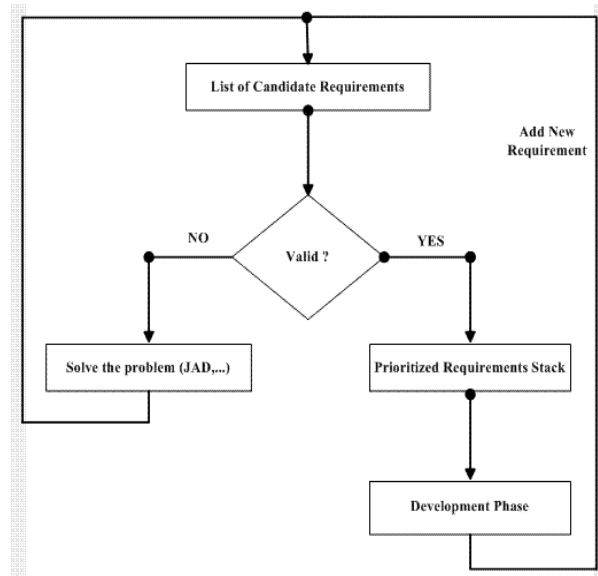 List of Candidate Requirements
Add New
Requirement
NO
Valid ?
YES
Solve the problem (JAD,...)
Prioritized Requirements Stack
Development Phase